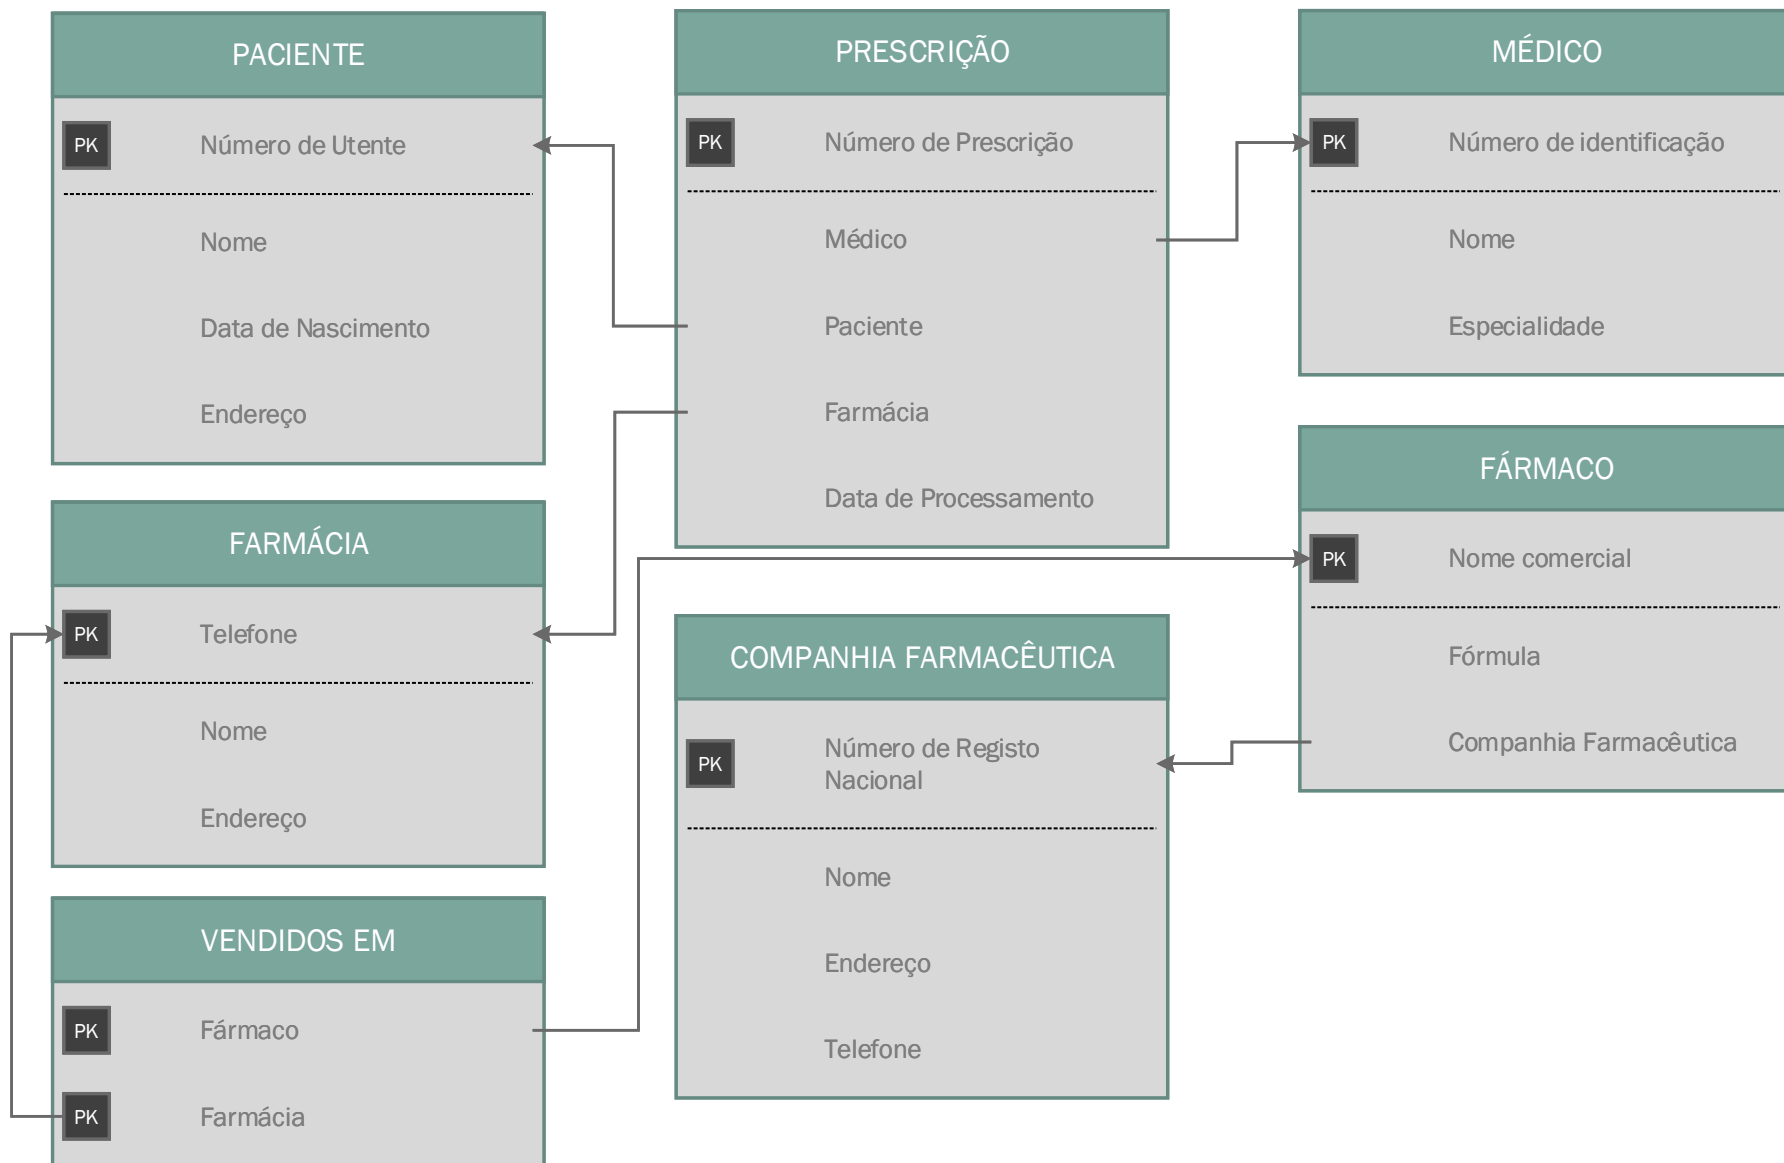 PACIENTE
PK Número de Utente
Nome
Data de Nascimento
Endereço
PRESCRIÇÃO
PK Número de Prescrição
Médico
Paciente
Farmácia
Data de Processamento
MÉDICO
PK Número de identificação
Nome
Especialidade
FARMÁCIA
PK Telefone
Nome
Endereço
FÁRMACO
PK Nome comercial
Fórmula
Companhia Farmacêutica
COMPANHIA FARMACÊUTICA
PK Número de Registo
Nacional
Nome
Endereço
Telefone
VENDIDOS EM
PK Fármaco
PK Farmácia